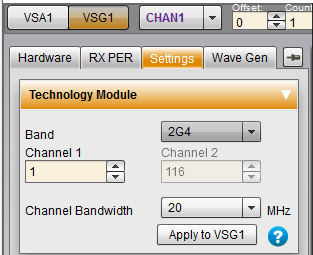 VSA1 VSG1 CHAN1 Offset: 0 Count 1
Hardware RX PER Settings Wave Gen
Technology Module
Band 2G4
Channel 1 Channel 2
1 116
Channel Bandwidth 20 MHz
Apply to VSG1 ?